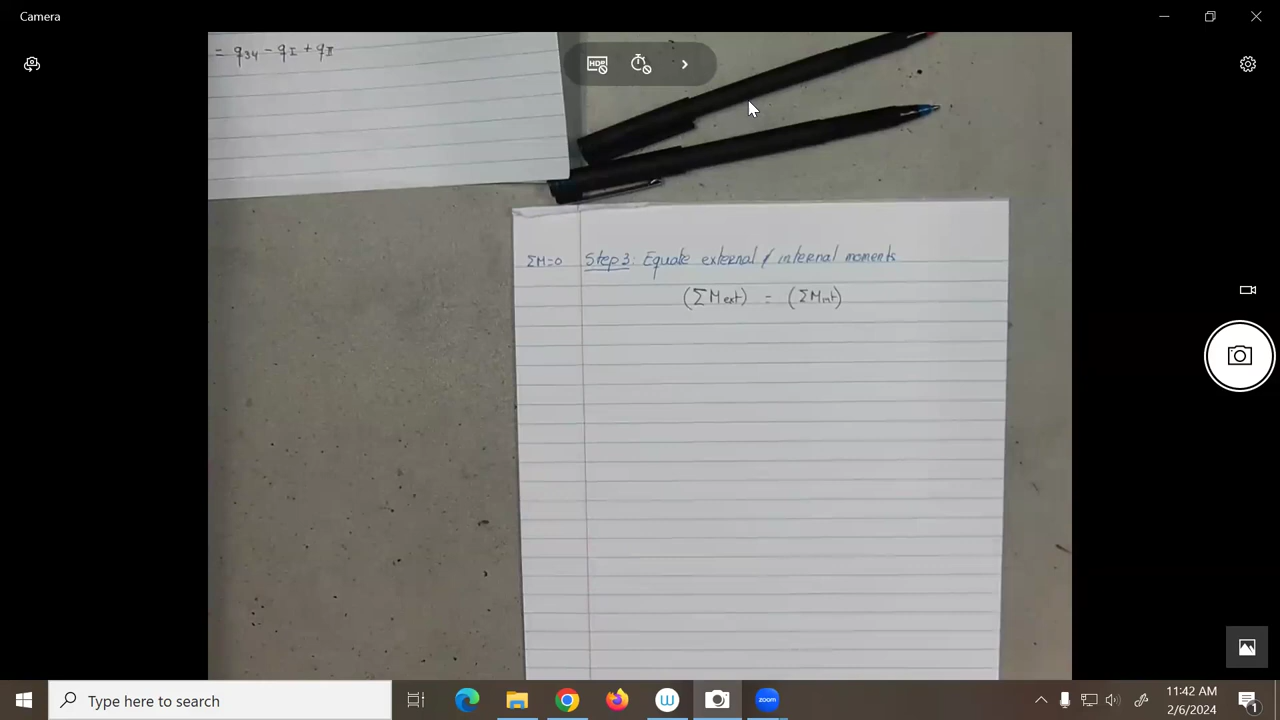 Camera
= q34 - qI + qII
ΣM=0 Step 3: Equate external / internal moments
(ΣMext) = (ΣMint)
Type here to search
11:42 AM
2/6/2024